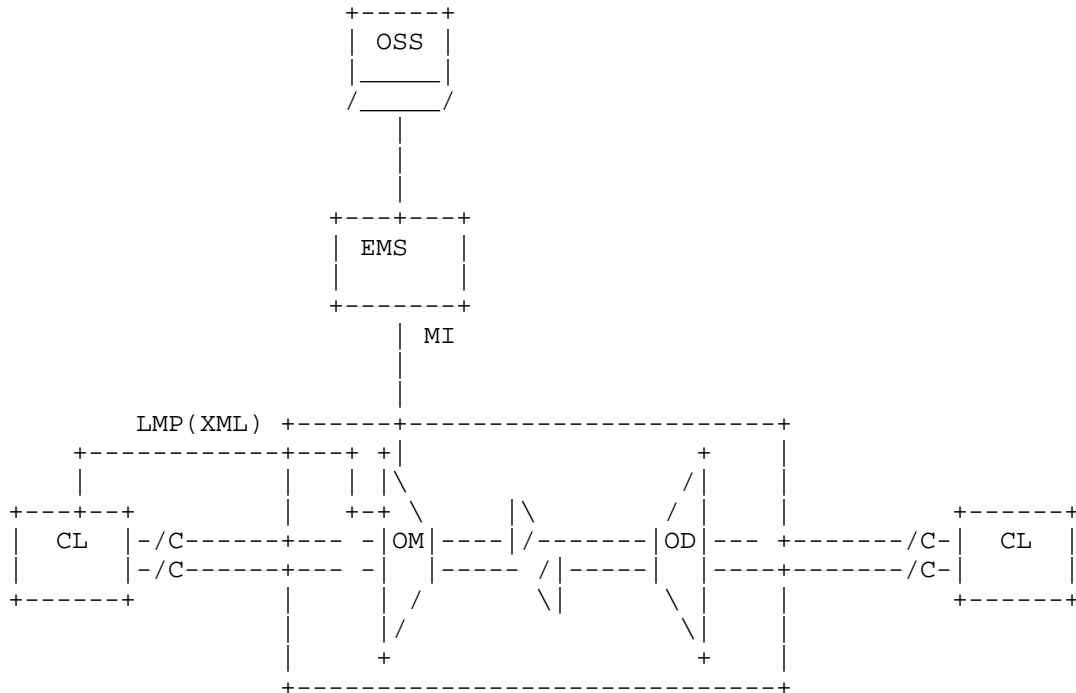 OSS
EMS
MI
LMP(XML)
CL -/C OM OD /C- CL
-/C /C-